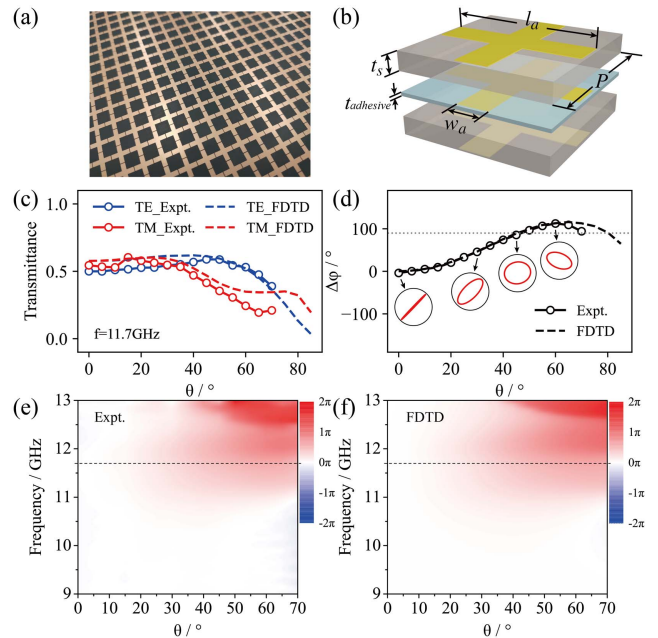 (a)
(b)
l_a
t_s
P
t_adhesive
w_a
(c)
TE_Expt. TE_FDTD
TM_Expt. TM_FDTD
1.0
0.5
0.0
Transmittance
f=11.7GHz
0 20 40 60 80
θ / °
(d)
100
0
−100
Δφ / °
Expt.
FDTD
0 20 40 60 80
θ / °
(e)
Expt.
13
12
11
10
9
Frequency / GHz
0 10 20 30 40 50 60 70
θ / °
2π
1π
0π
-1π
-2π
(f)
FDTD
13
12
11
10
9
Frequency / GHz
0 10 20 30 40 50 60 70
θ / °
2π
1π
0π
-1π
-2π